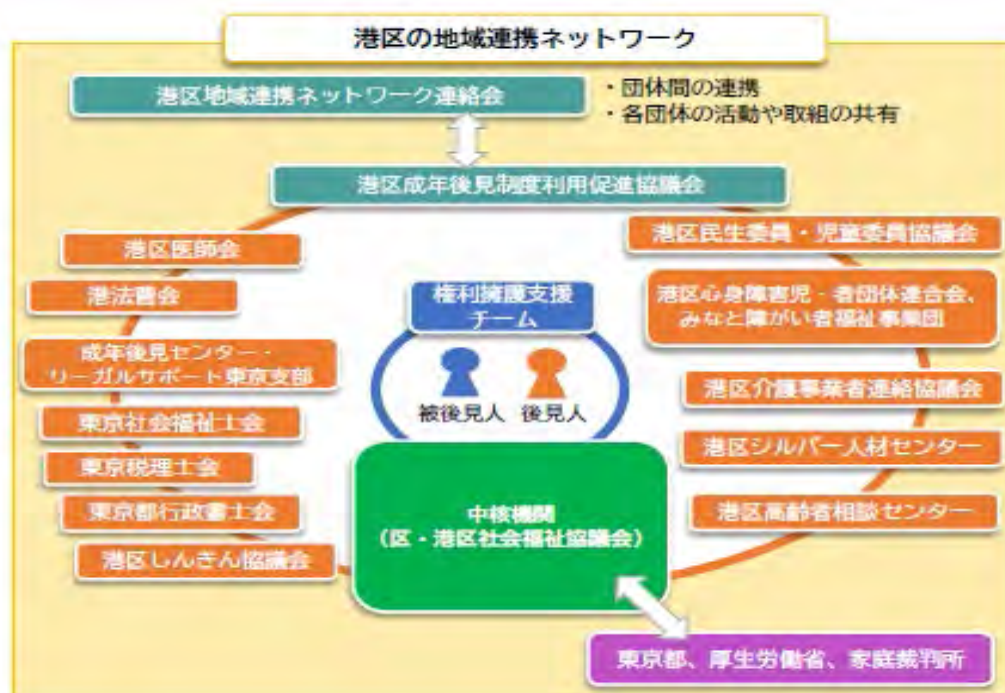 港区の地域連携ネットワーク
港区地域連携ネットワーク連絡会
・団体間の連携
・各団体の活動や取組の共有
港区成年後見制度利用促進協議会
港区医師会
港法曹会
成年後見センター・
リーガルサポート東京支部
東京社会福祉士会
東京税理士会
東京都行政書士会
港区しんきん協議会
権利擁護支援
チーム
被後見人 後見人
中核機関
(区・港区社会福祉協議会)
港区民生委員・児童委員協議会
港区心身障害児・者団体連合会、
みなと障がい者福祉事業団
港区介護事業者連絡協議会
港区シルバー人材センター
港区高齢者相談センター
東京都、厚生労働省、家庭裁判所